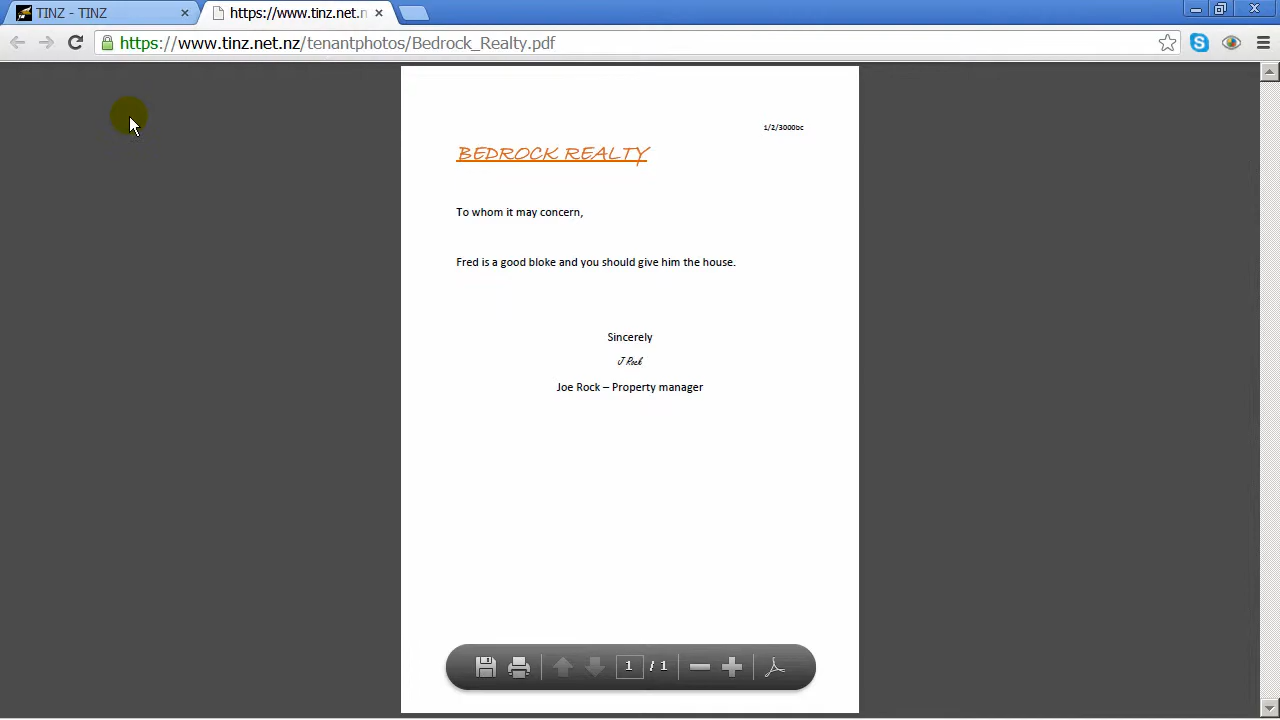 TINZ - TINZ
https://www.tinz.net.n
https://www.tinz.net.nz/tenantphotos/Bedrock_Realty.pdf
1/2/3000bc
BEDROCK REALTY
To whom it may concern,
Fred is a good bloke and you should give him the house.
Sincerely
J Rock
Joe Rock – Property manager
1 / 1